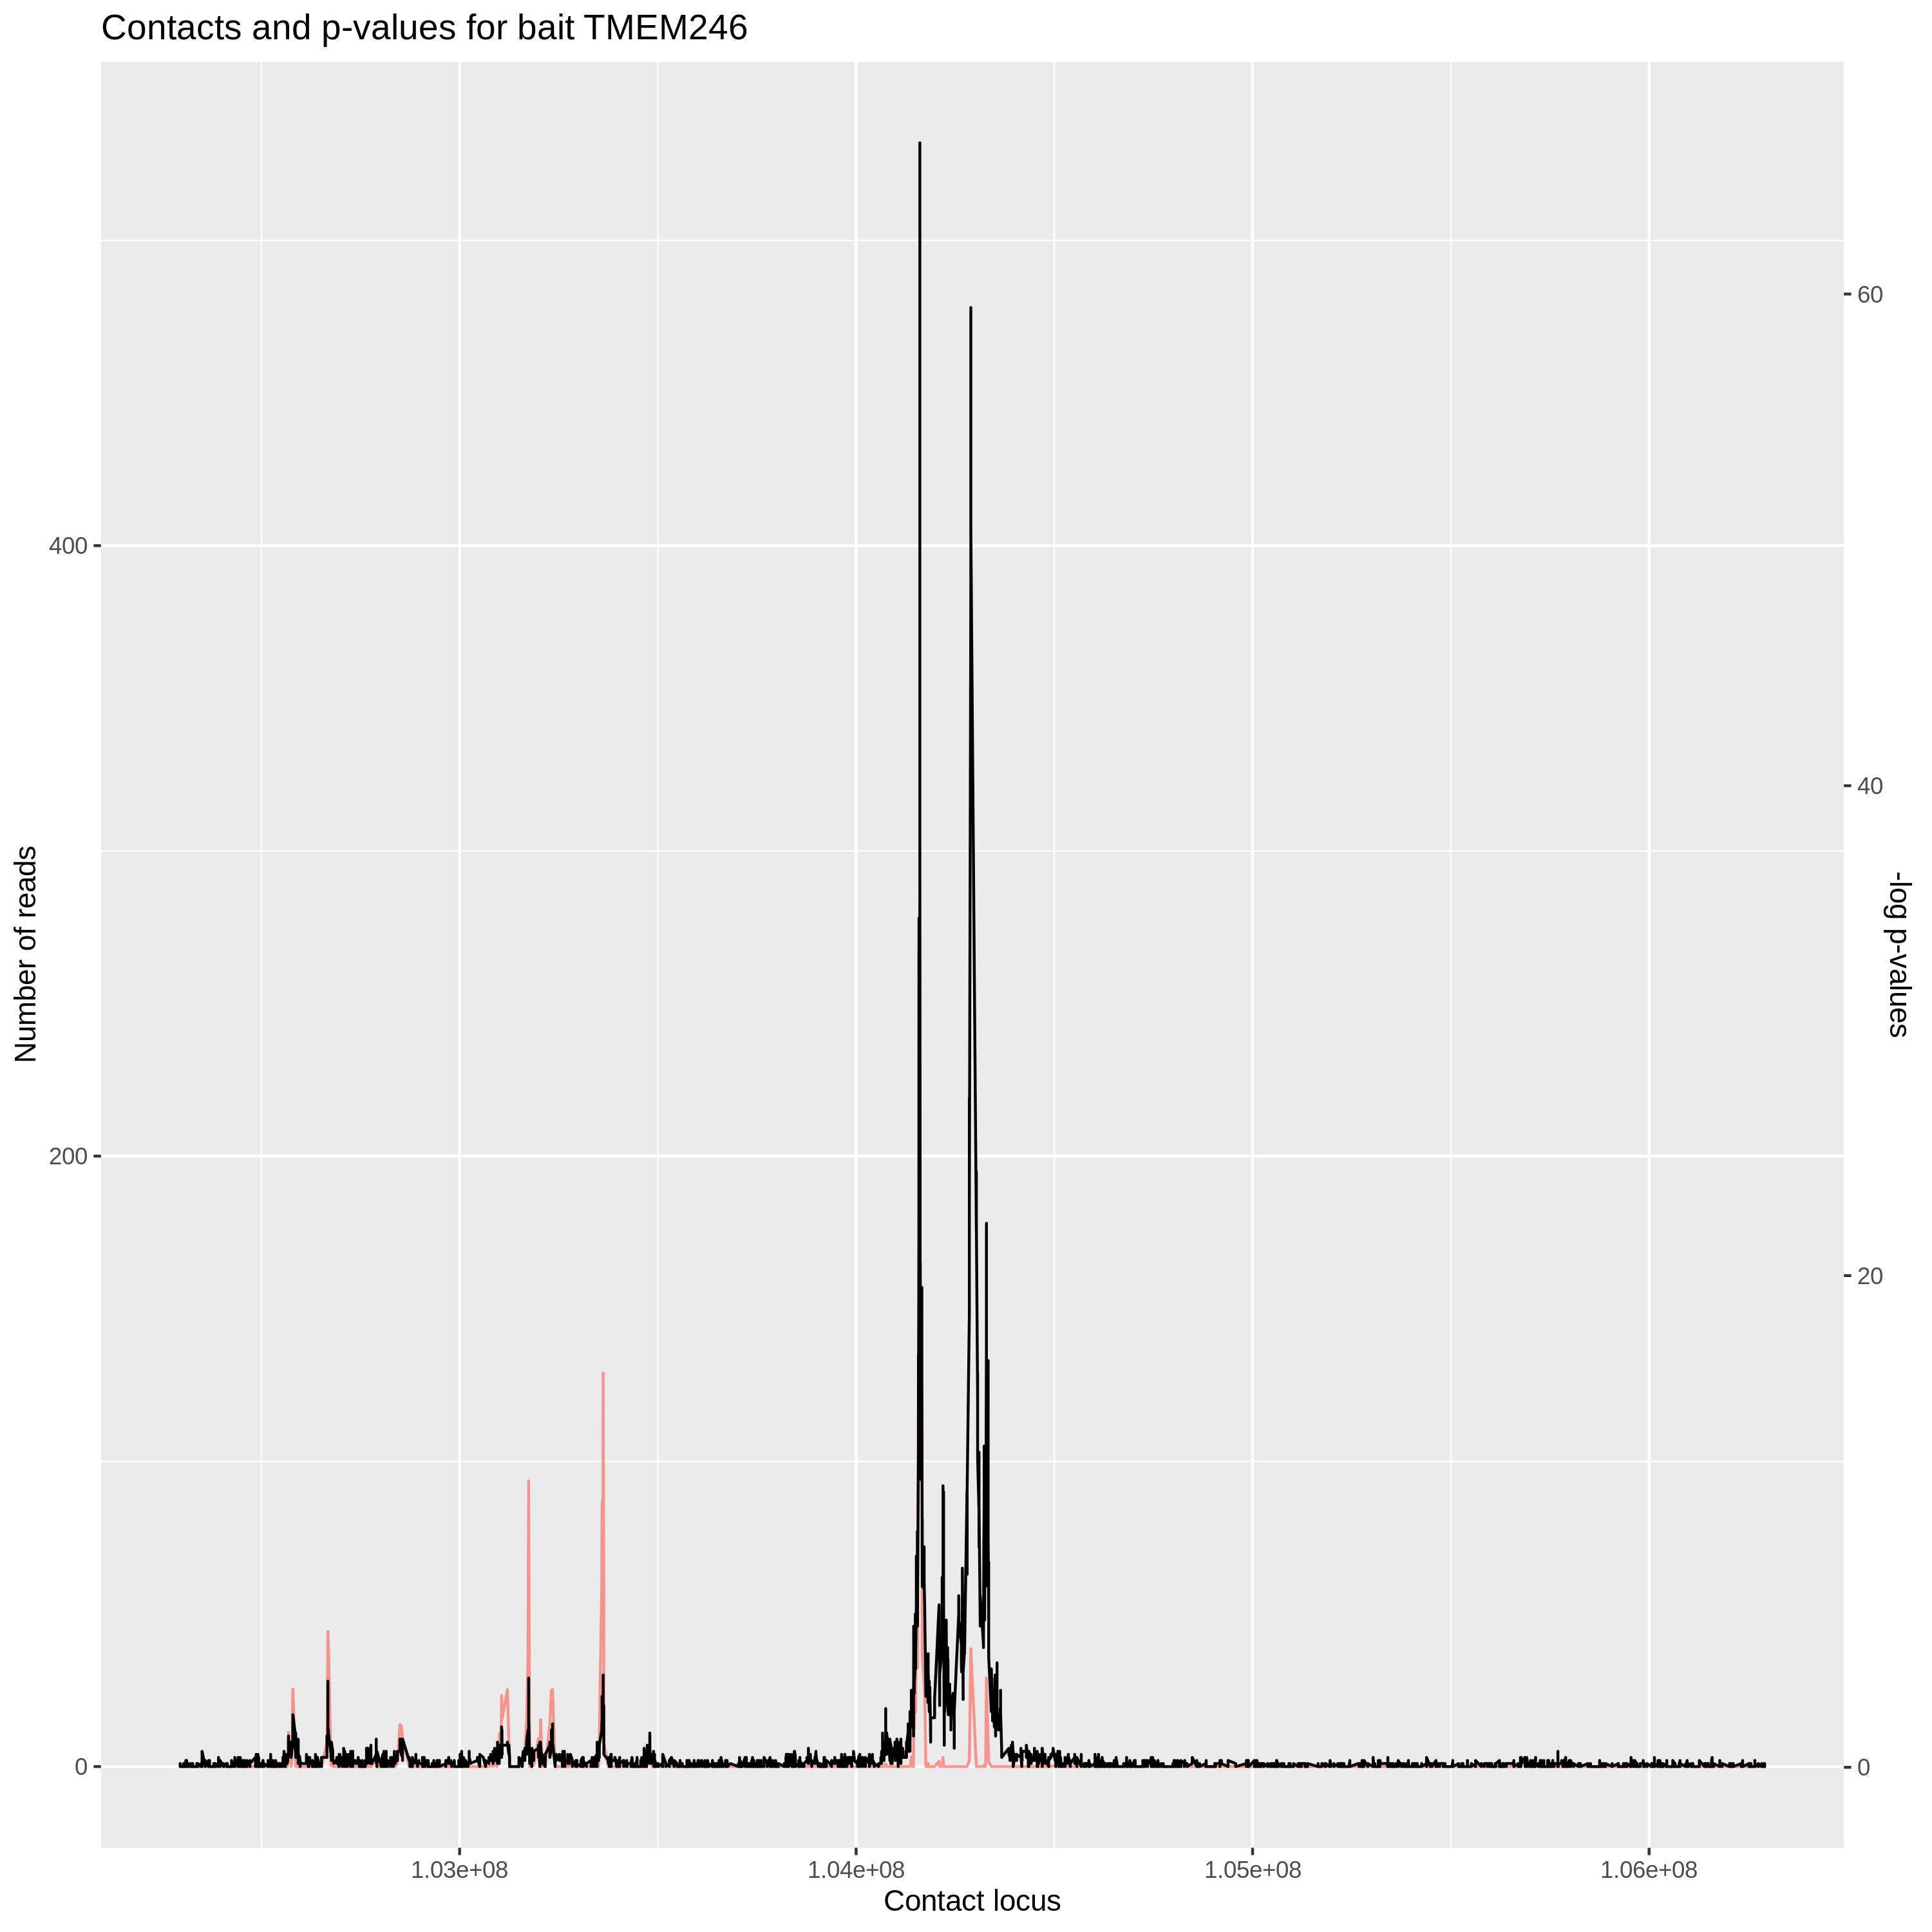 Contacts and p-values for bait TMEM246
Number of reads
400
200
0
60
40
20
0
-log p-values
1.03e+08
1.04e+08
1.05e+08
1.06e+08
Contact locus